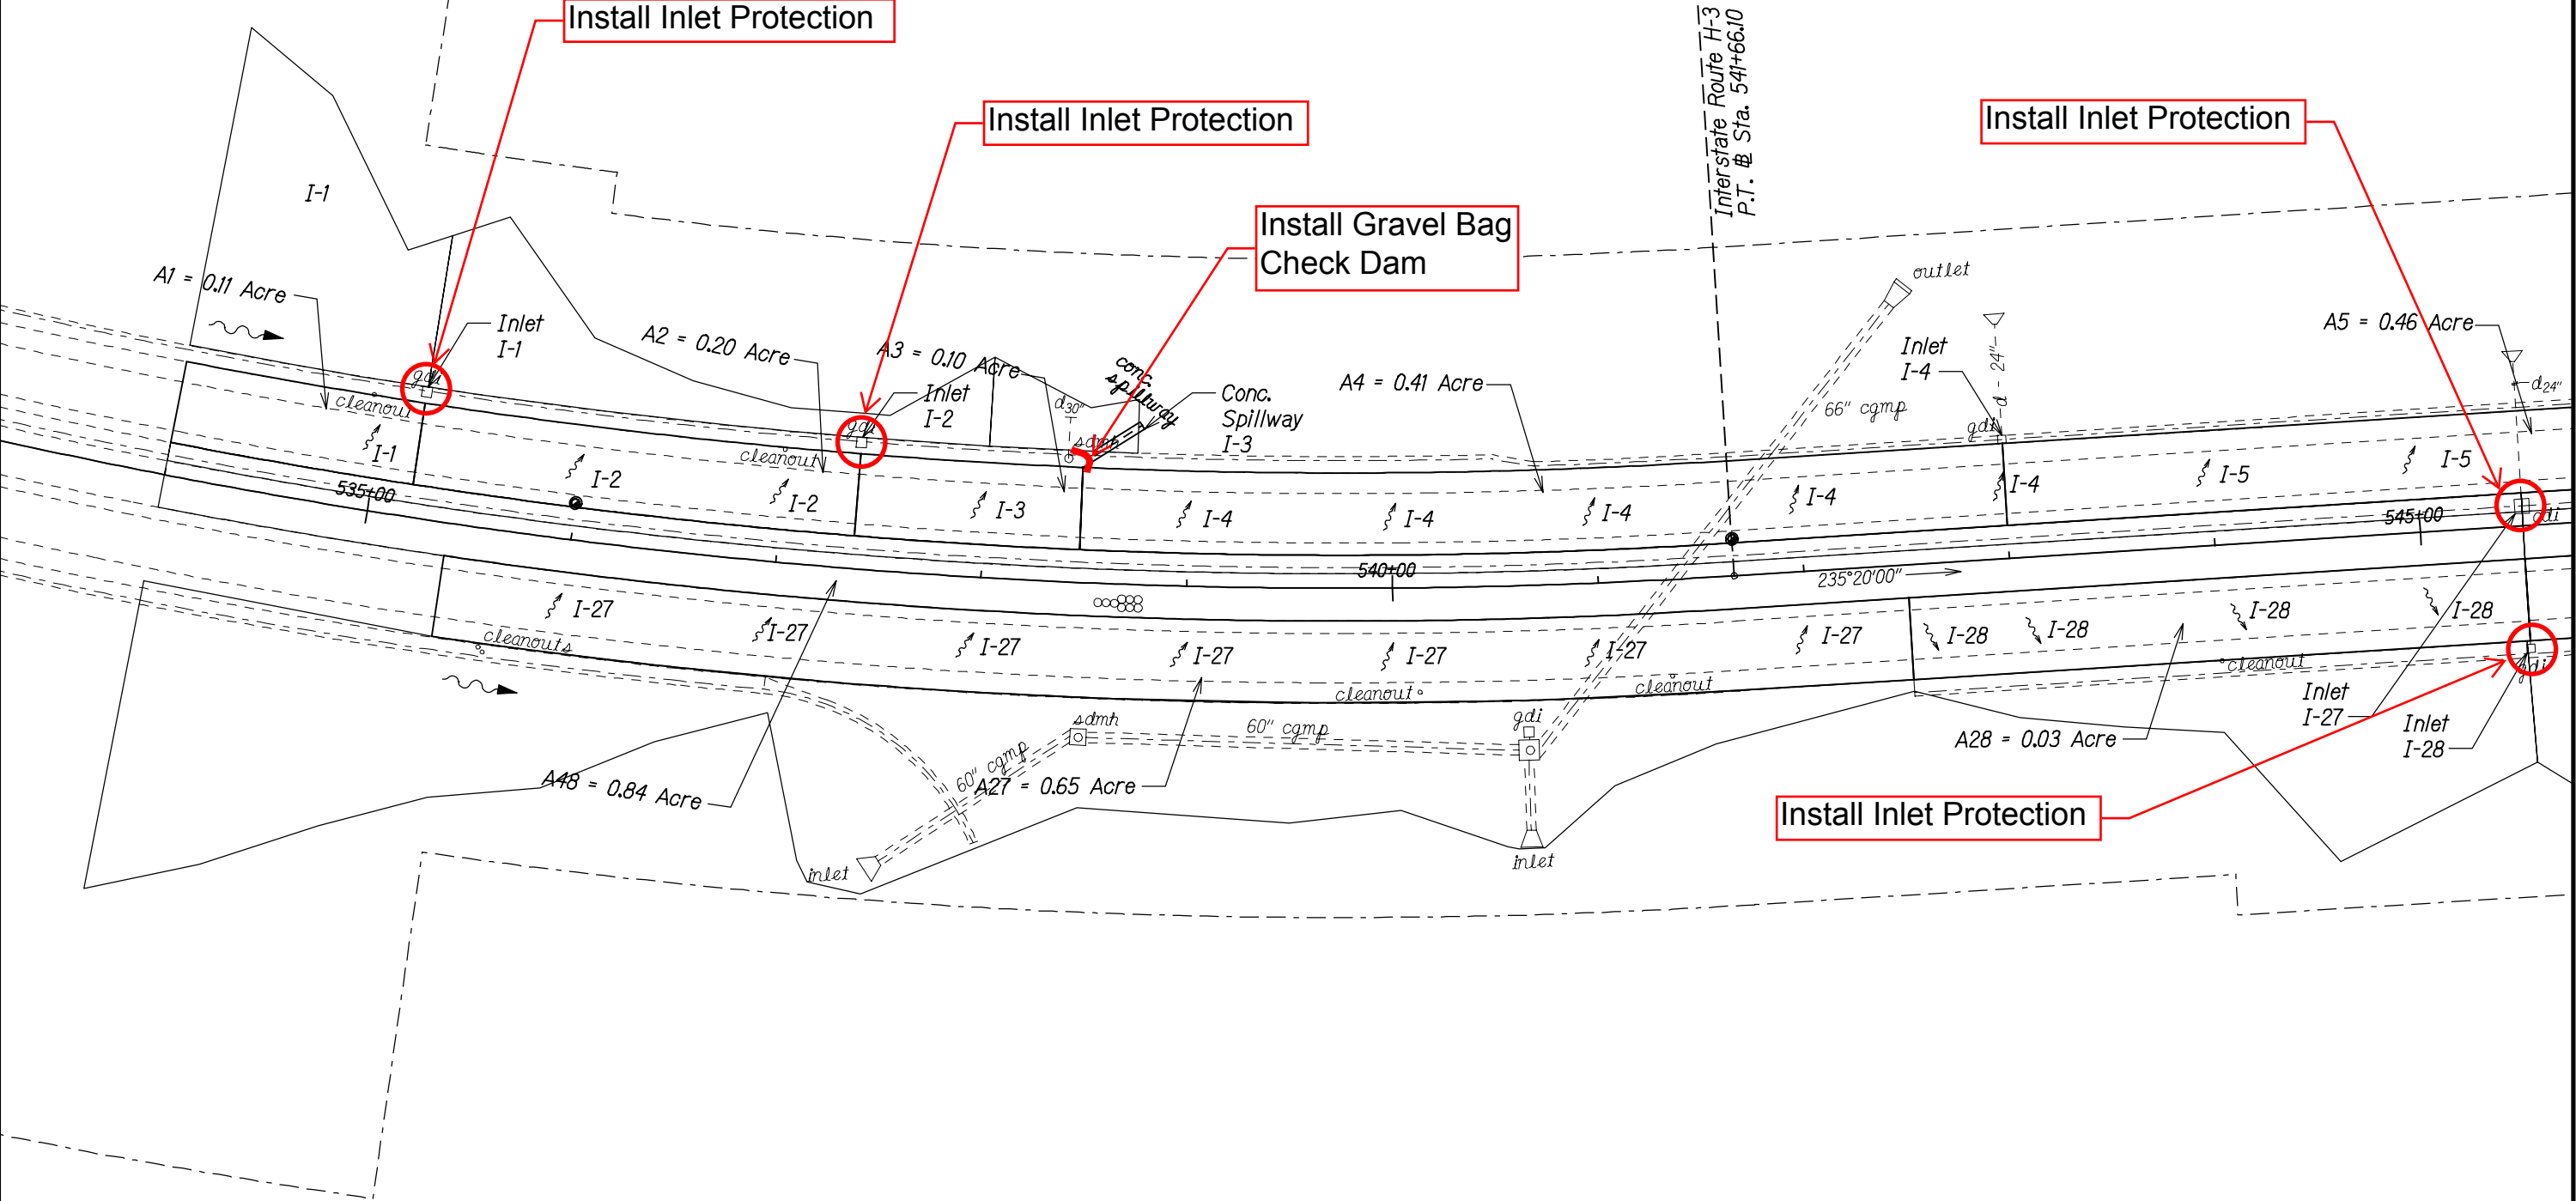 Install Inlet Protection
Install Inlet Protection
Install Gravel Bag
Check Dam
Interstate Route H-3
P.T. B Sta. 541+66.10
Install Inlet Protection
I-1
A1 = 0.11 Acre
Inlet
I-1
gdi
cleanout
I-1
535+00
A2 = 0.20 Acre
I-2
I-2
gdi
cleanout
Inlet
I-2
A3 = 0.10 Acre
d30"
sdmh
conc.
spillway
Conc.
Spillway
I-3
I-3
A4 = 0.41 Acre
I-4
I-4
I-4
I-4
I-4
66" cgmp
outlet
Inlet
I-4
gdi
d - 24"
A5 = 0.46 Acre
d24"
I-5
I-5
545+00
gdi
540+00
235°20'00"
I-27
I-27
I-27
I-27
I-27
I-27
I-27
I-28
I-28
I-28
I-28
cleanouts
cleanout
cleanout
cleanout
gdi
sdmh
60" cgmp
gdi
60" cgmp
A48 = 0.84 Acre
A27 = 0.65 Acre
A28 = 0.03 Acre
Inlet
I-27
Inlet
I-28
inlet
inlet
Install Inlet Protection